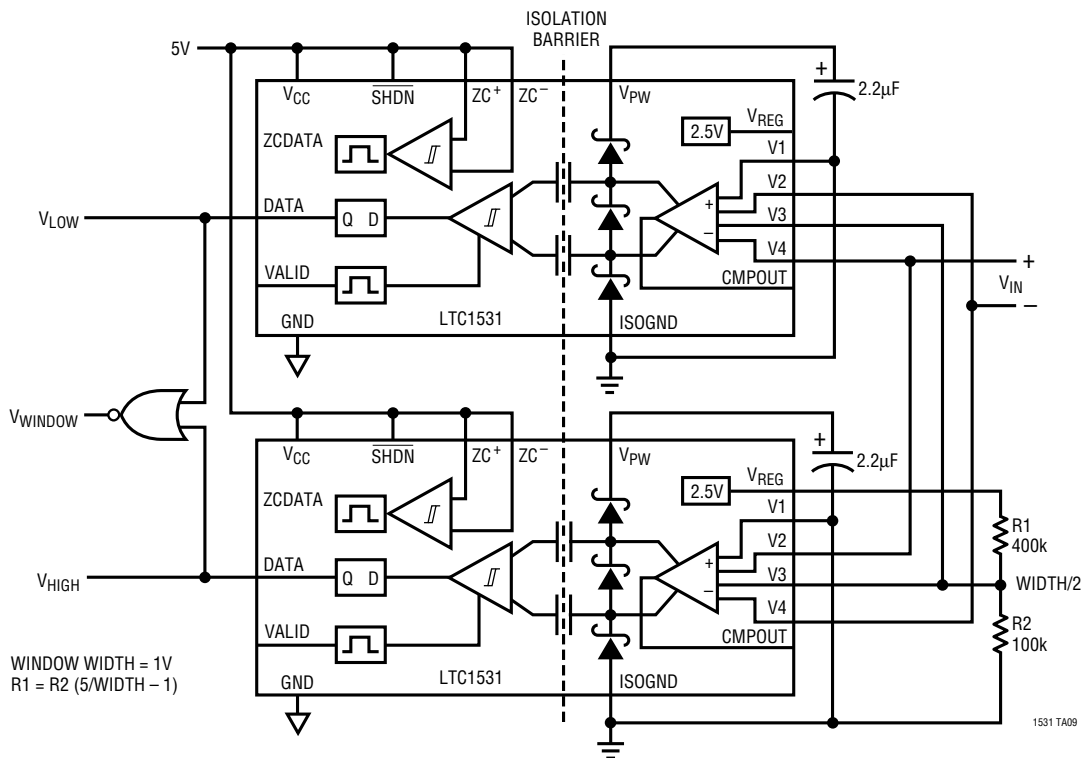 ISOLATION
BARRIER
5V
VCC
SHDN
ZC+
ZC−
VPW
+
2.2µF
ZCDATA
2.5V
VREG
V1
V2
V3
V4
+
−
DATA
Q D
VLOW
VALID
CMPOUT
+
VIN
−
GND
LTC1531
ISOGND
VWINDOW
VCC
SHDN
ZC+
ZC−
VPW
+
2.2µF
ZCDATA
2.5V
VREG
V1
V2
V3
V4
+
−
R1
400k
DATA
Q D
VHIGH
WIDTH/2
VALID
CMPOUT
R2
100k
GND
LTC1531
ISOGND
WINDOW WIDTH = 1V
R1 = R2 (5/WIDTH – 1)
1531 TA09